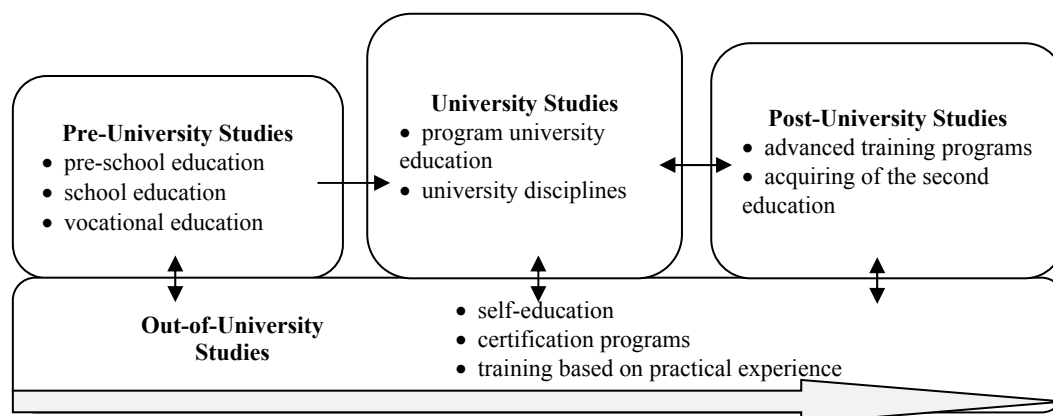 Pre-University Studies
• pre-school education
• school education
• vocational education
University Studies
• program university
education
• university disciplines
Post-University Studies
• advanced training programs
• acquiring of the second
education
Out-of-University
Studies
• self-education
• certification programs
• training based on practical experience